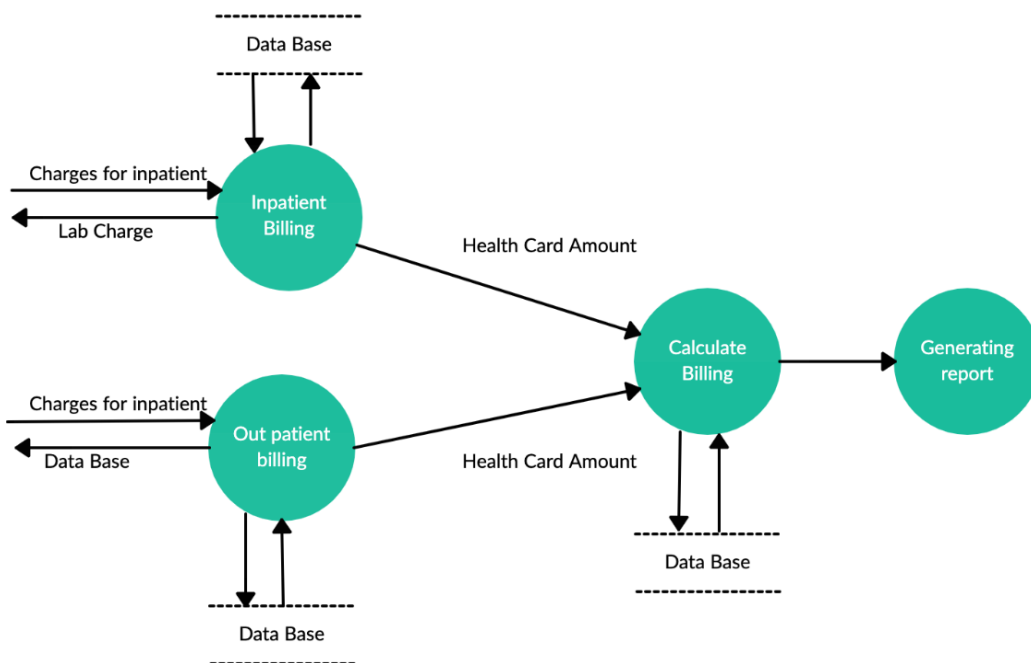 Data Base
Charges for inpatient
Lab Charge
Inpatient
Billing
Health Card Amount
Calculate
Billing
Generating
report
Charges for inpatient
Data Base
Out patient
billing
Health Card Amount
Data Base
Data Base